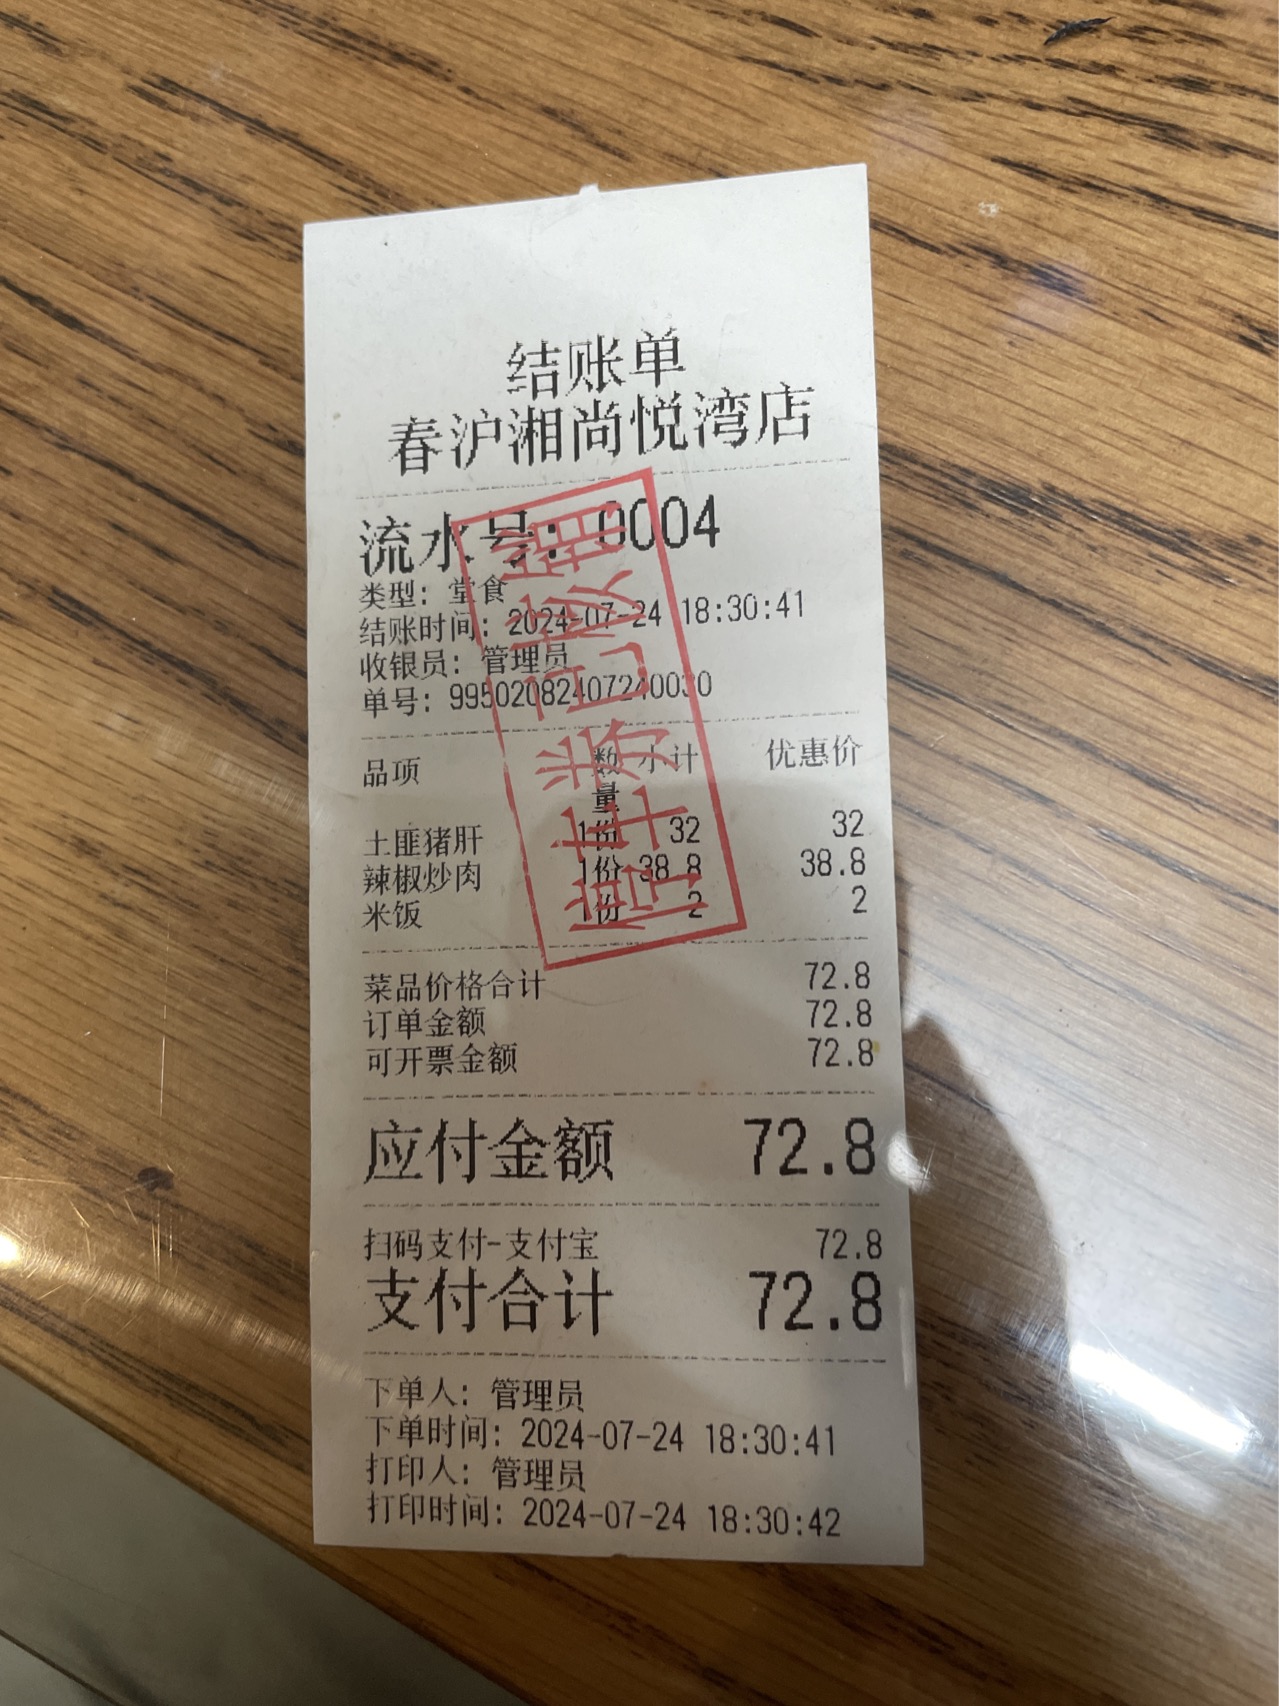 结账单
春沪湘尚悦湾店
流水号: 0004
类型: 堂食
结账时间: 2024-07-24 18:30:41
收银员: 管理员
单号: 99502082407240030
品项 数量 小计 优惠价
土匪猪肝 1份 32 32
辣椒炒肉 1份 38.8 38.8
米饭 1份 2 2
菜品价格合计 72.8
订单金额 72.8
可开票金额 72.8
应付金额 72.8
扫码支付-支付宝 72.8
支付合计 72.8
下单人: 管理员
下单时间: 2024-07-24 18:30:41
打印人: 管理员
打印时间: 2024-07-24 18:30:42